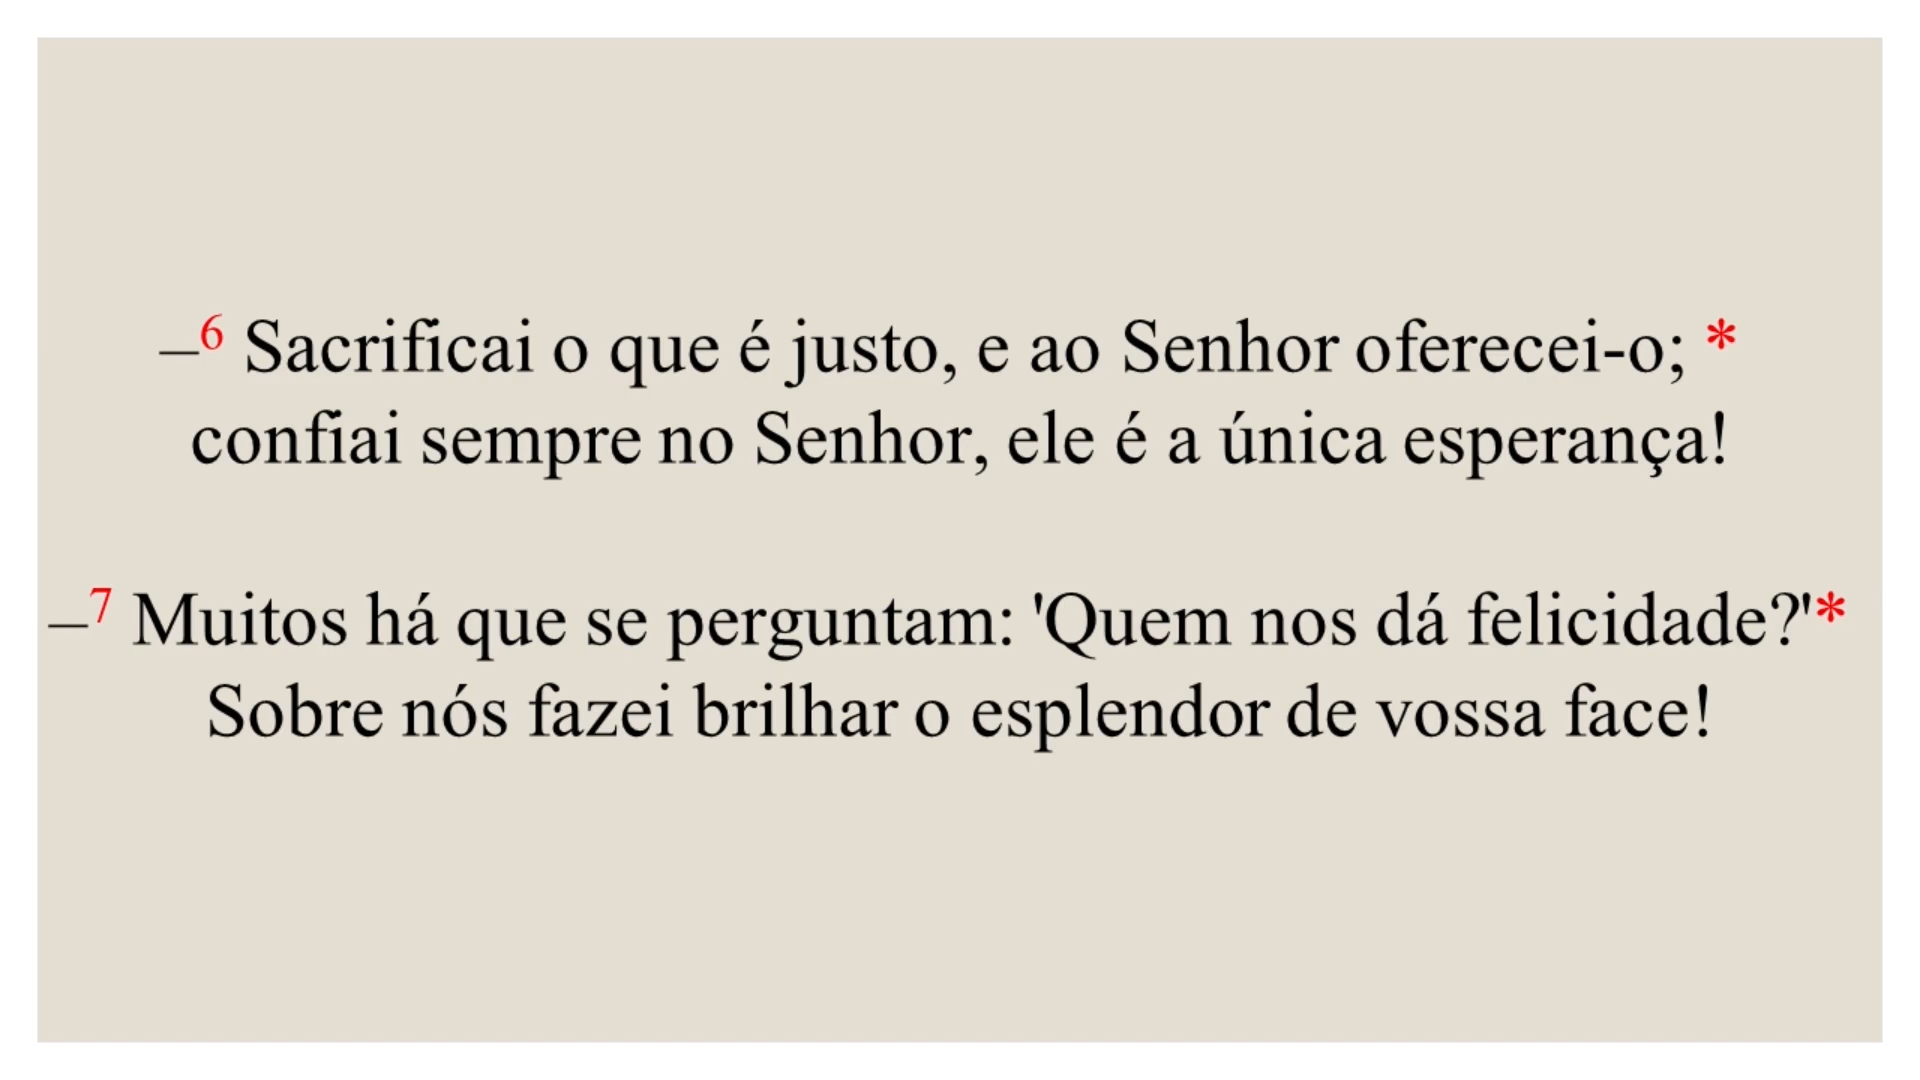 –6 Sacrificai o que é justo, e ao Senhor oferecei-o; *
confiai sempre no Senhor, ele é a única esperança!
–7 Muitos há que se perguntam: 'Quem nos dá felicidade?'*
Sobre nós fazei brilhar o esplendor de vossa face!